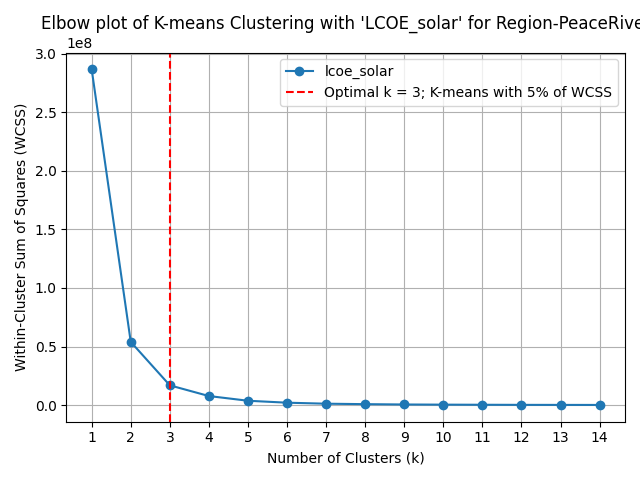 Elbow plot of K-means Clustering with 'LCOE_solar' for Region-PeaceRive
1e8
3.0
2.5
2.0
1.5
1.0
0.5
0.0
Within-Cluster Sum of Squares (WCSS)
lcoe_solar
Optimal k = 3; K-means with 5% of WCSS
1 2 3 4 5 6 7 8 9 10 11 12 13 14
Number of Clusters (k)